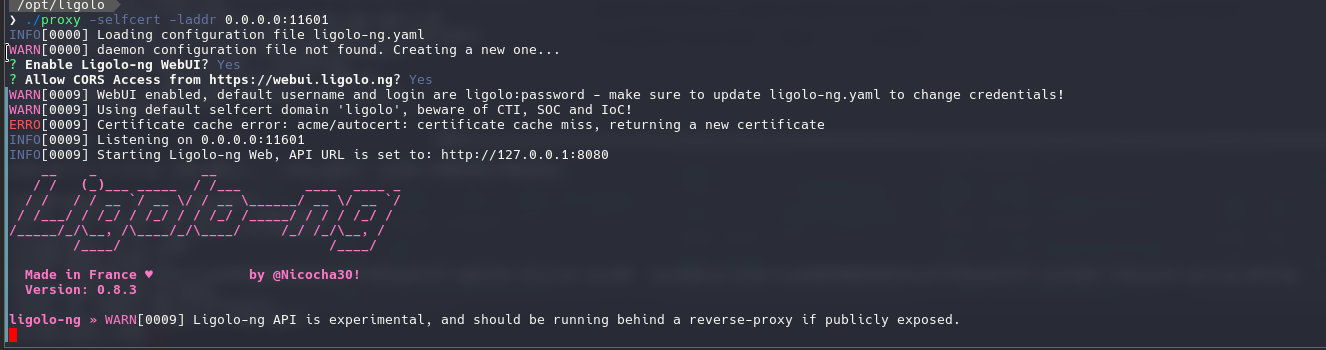 /opt/ligolo
❯ ./proxy -selfcert -laddr 0.0.0.0:11601
INFO[0000] Loading configuration file ligolo-ng.yaml
WARN[0000] daemon configuration file not found. Creating a new one...
? Enable Ligolo-ng WebUI? Yes
? Allow CORS Access from https://webui.ligolo.ng? Yes
WARN[0009] WebUI enabled, default username and login are ligolo:password - make sure to update ligolo-ng.yaml to change credentials!
WARN[0009] Using default selfcert domain 'ligolo', beware of CTI, SOC and IoC!
ERRO[0009] Certificate cache error: acme/autocert: certificate cache miss, returning a new certificate
INFO[0009] Listening on 0.0.0.0:11601
INFO[0009] Starting Ligolo-ng Web, API URL is set to: http://127.0.0.1:8080
Ligolo-ng
Made in France ♥ by @Nicocha30!
Version: 0.8.3
ligolo-ng » WARN[0009] Ligolo-ng API is experimental, and should be running behind a reverse-proxy if publicly exposed.